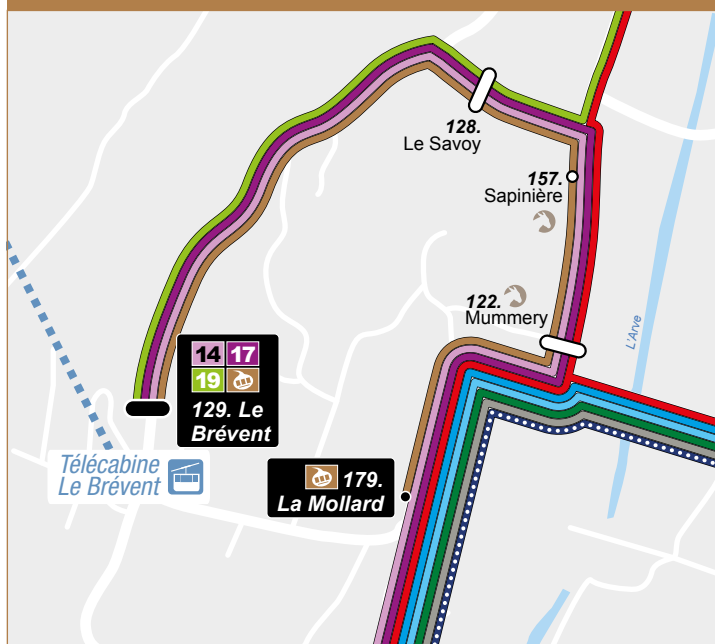 128.
Le Savoy
157.
Sapinière
122.
Mummery
L'Arve
14 17
19
129. Le
Brévent
Télécabine
Le Brévent
179.
La Mollard